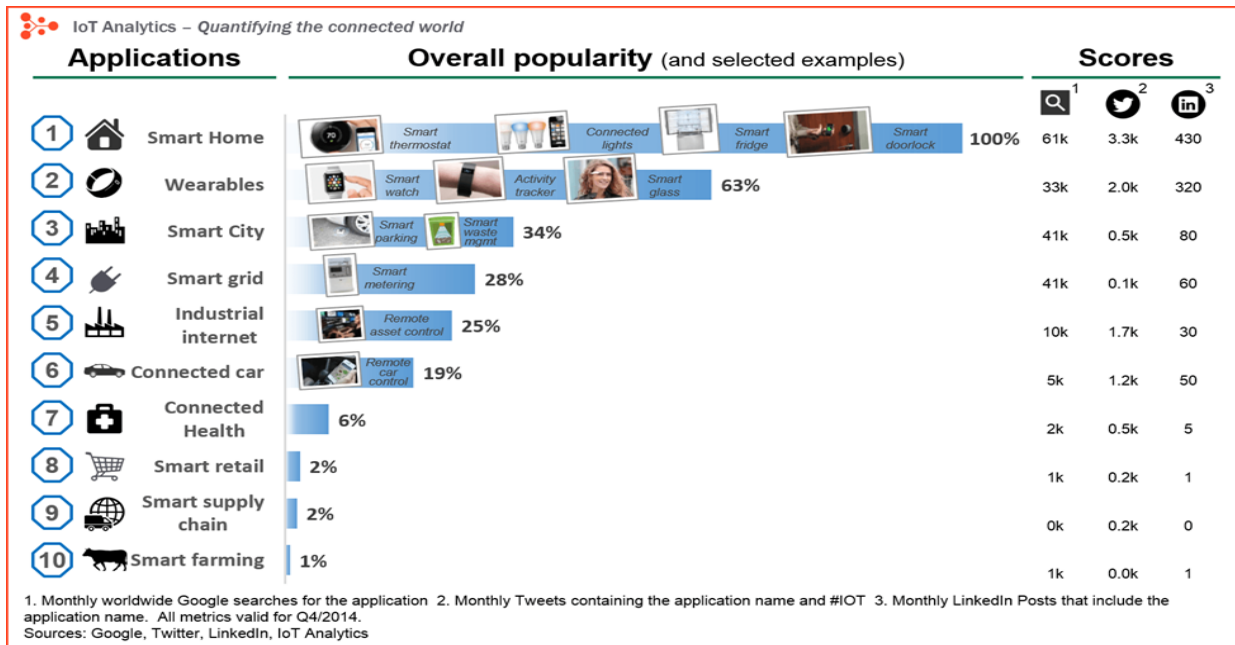 IoT Analytics – Quantifying the connected world
Applications
Overall popularity (and selected examples)
Scores
1 2 3
1 Smart Home Smart thermostat Connected lights Smart fridge Smart doorlock 100% 61k 3.3k 430
2 Wearables Smart watch Activity tracker Smart glass 63% 33k 2.0k 320
3 Smart City Smart parking Smart waste mgmt 34% 41k 0.5k 80
4 Smart grid Smart metering 28% 41k 0.1k 60
5 Industrial internet Remote asset control 25% 10k 1.7k 30
6 Connected car Remote car control 19% 5k 1.2k 50
7 Connected Health 6% 2k 0.5k 5
8 Smart retail 2% 1k 0.2k 1
9 Smart supply chain 2% 0k 0.2k 0
10 Smart farming 1% 1k 0.0k 1
1. Monthly worldwide Google searches for the application 2. Monthly Tweets containing the application name and #IOT 3. Monthly LinkedIn Posts that include the
application name. All metrics valid for Q4/2014.
Sources: Google, Twitter, LinkedIn, IoT Analytics